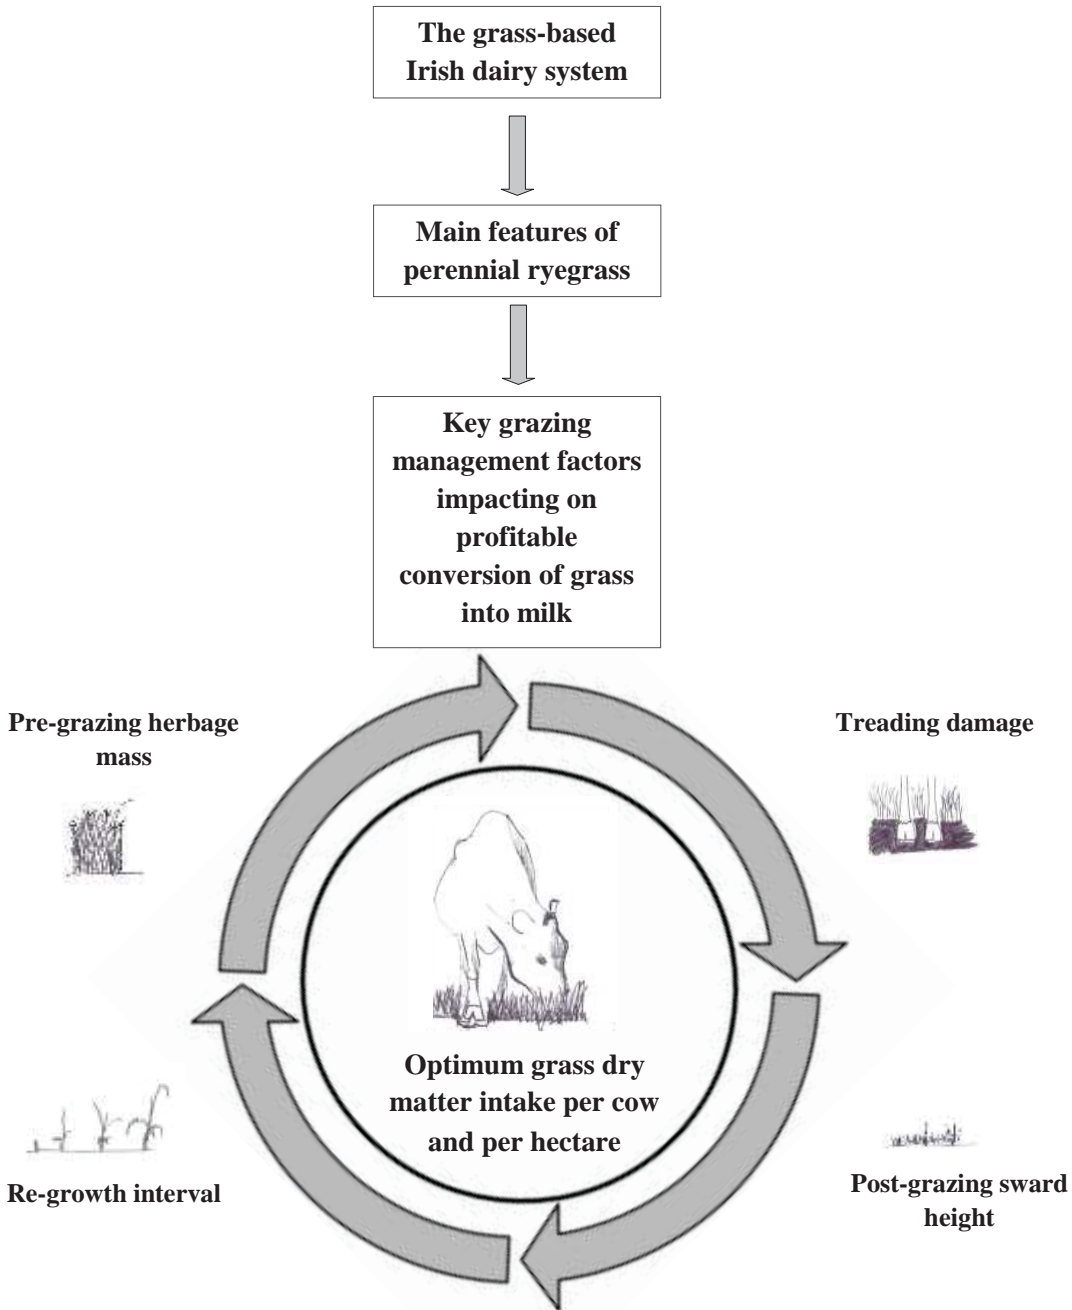 The grass-based
Irish dairy system
Main features of
perennial ryegrass
Key grazing
management factors
impacting on
profitable
conversion of grass
into milk
Pre-grazing herbage
mass
Treading damage
Optimum grass dry
matter intake per cow
and per hectare
Re-growth interval
Post-grazing sward
height